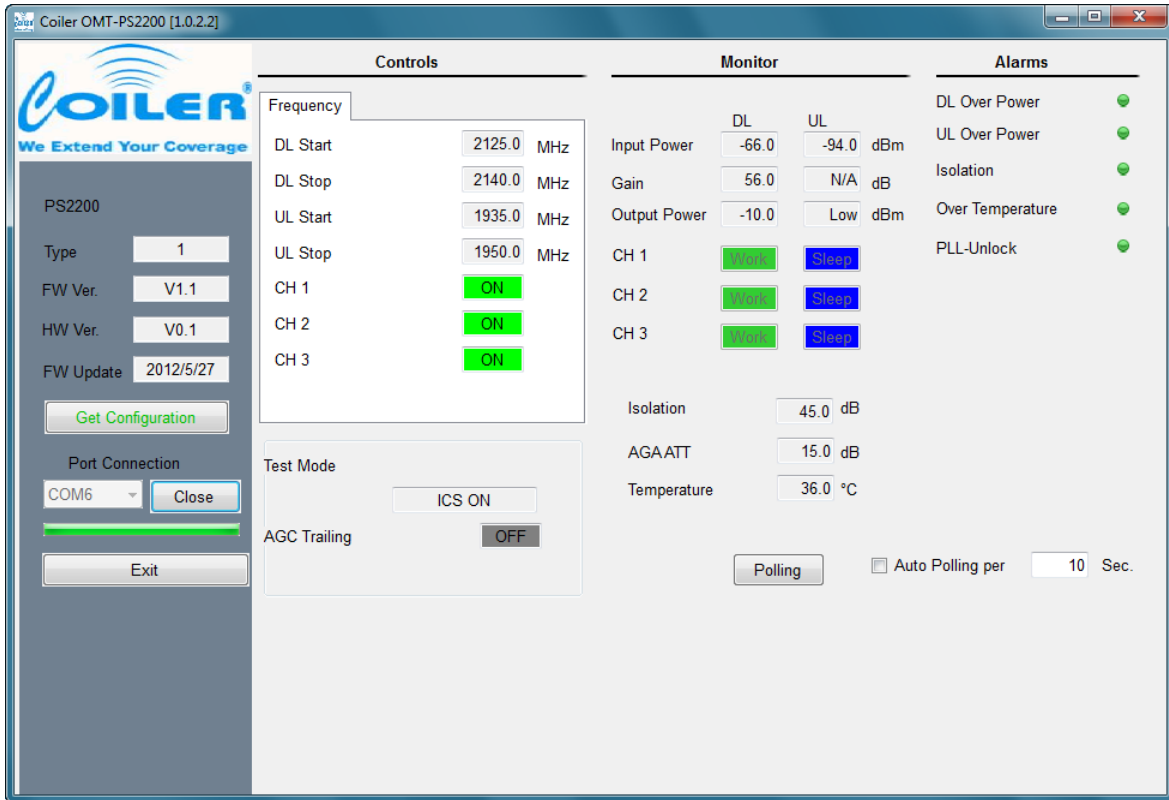 Coiler OMT-PS2200 [1.0.2.2]
COILER®
We Extend Your Coverage
PS2200
Type 1
FW Ver. V1.1
HW Ver. V0.1
FW Update 2012/5/27
Get Configuration
Port Connection
COM6 Close
Exit
Controls
Frequency
DL Start 2125.0 MHz
DL Stop 2140.0 MHz
UL Start 1935.0 MHz
UL Stop 1950.0 MHz
CH 1 ON
CH 2 ON
CH 3 ON
Test Mode
ICS ON
AGC Trailing OFF
Monitor
DL UL
Input Power -66.0 -94.0 dBm
Gain 56.0 N/A dB
Output Power -10.0 Low dBm
CH 1 Work Sleep
CH 2 Work Sleep
CH 3 Work Sleep
Isolation 45.0 dB
AGA ATT 15.0 dB
Temperature 36.0 °C
Polling Auto Polling per 10 Sec.
Alarms
DL Over Power
UL Over Power
Isolation
Over Temperature
PLL-Unlock